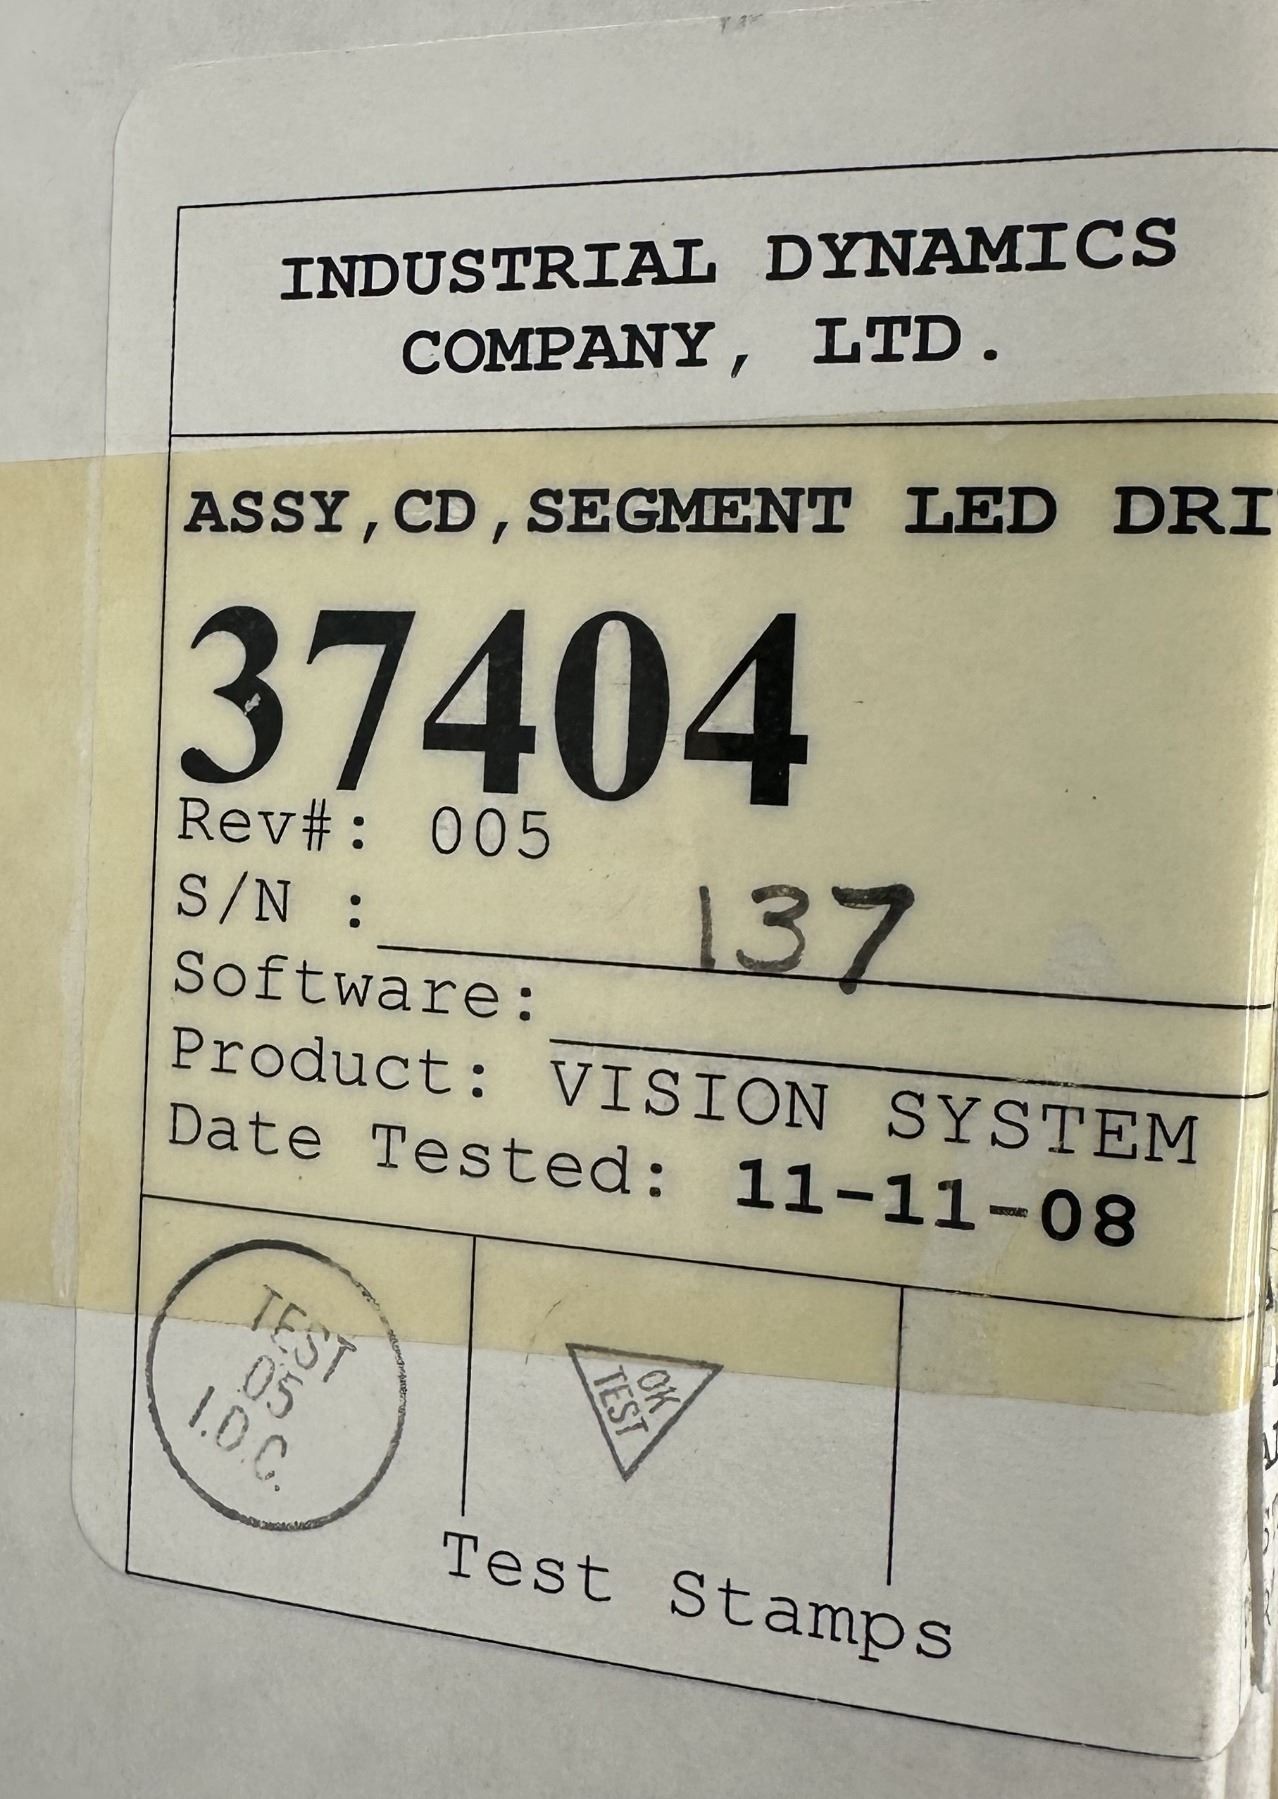 INDUSTRIAL DYNAMICS
COMPANY, LTD.
ASSY,CD,SEGMENT LED DRI
37404
Rev#: 005
S/N : 137
Software:
Product: VISION SYSTEM
Date Tested: 11-11-08
TEST
05
I.D.C.
OK
TEST
Test Stamps